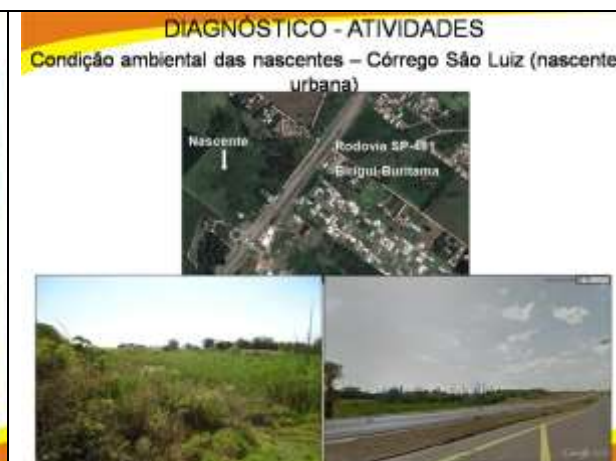 DIAGNÓSTICO - ATIVIDADES
Condição ambiental das nascentes – Córrego São Luiz (nascente
urbana)
Nascente
Rodovia SP-461
Birigui-Buritama